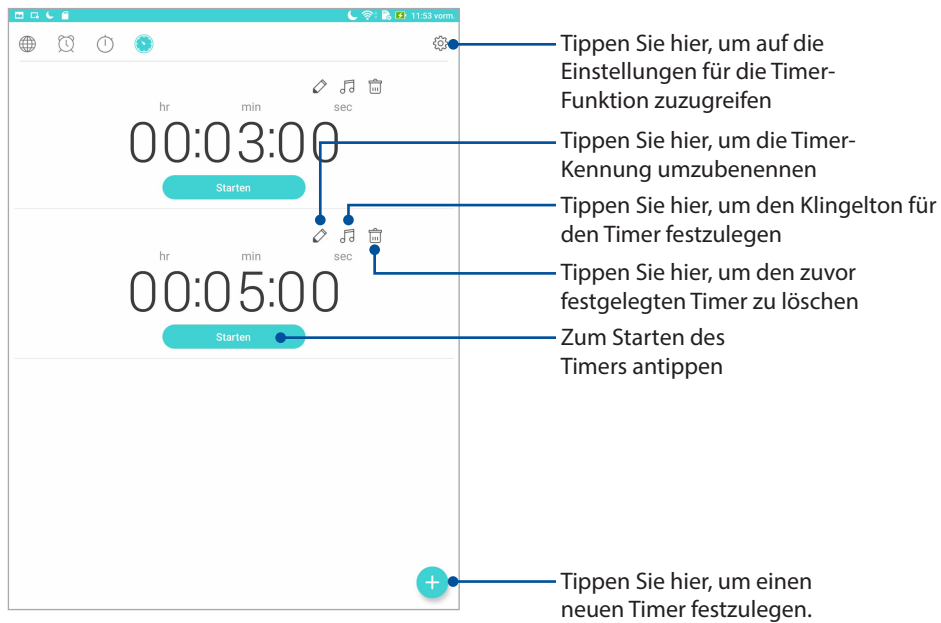 11:53 vorm.
hr min sec
00:03:00
Starten
hr min sec
00:05:00
Starten
Tippen Sie hier, um auf die
Einstellungen für die Timer-
Funktion zuzugreifen
Tippen Sie hier, um die Timer-
Kennung umzubenennen
Tippen Sie hier, um den Klingelton für
den Timer festzulegen
Tippen Sie hier, um den zuvor
festgelegten Timer zu löschen
Zum Starten des
Timers antippen
Tippen Sie hier, um einen
neuen Timer festzulegen.